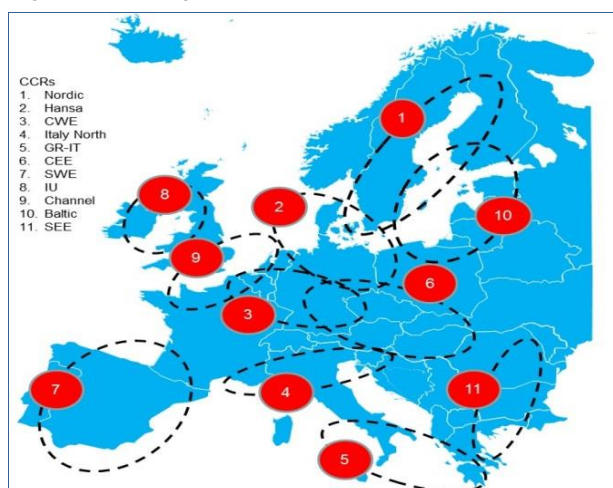 CCRs
1. Nordic
2. Hansa
3. CWE
4. Italy North
5. GR-IT
6. CEE
7. SWE
8. IU
9. Channel
10. Baltic
11. SEE
1
8
2
10
9
6
3
7
4
11
5